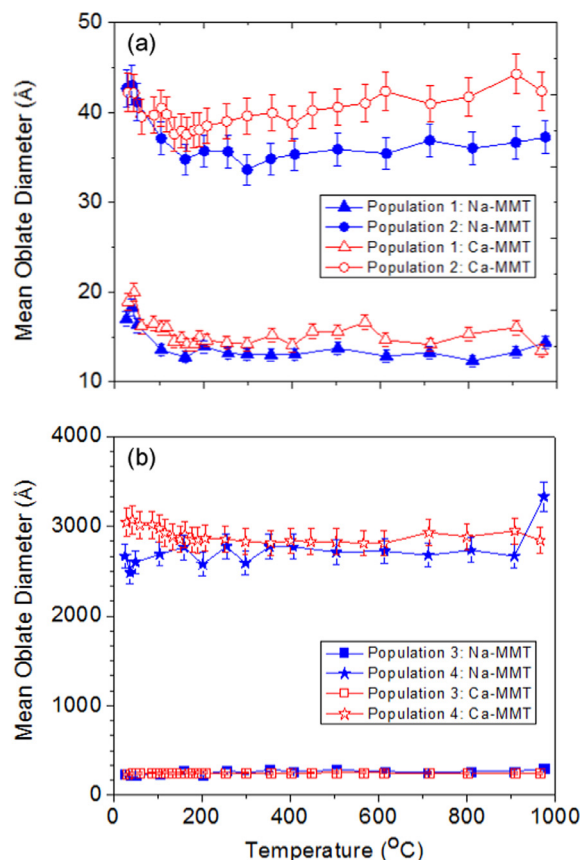 (a)
Mean Oblate Diameter (Å)
50
40
30
20
10
Population 1: Na-MMT
Population 2: Na-MMT
Population 1: Ca-MMT
Population 2: Ca-MMT
(b)
Mean Oblate Diameter (Å)
4000
3000
2000
1000
0
Population 3: Na-MMT
Population 4: Na-MMT
Population 3: Ca-MMT
Population 4: Ca-MMT
0 200 400 600 800 1000
Temperature (°C)